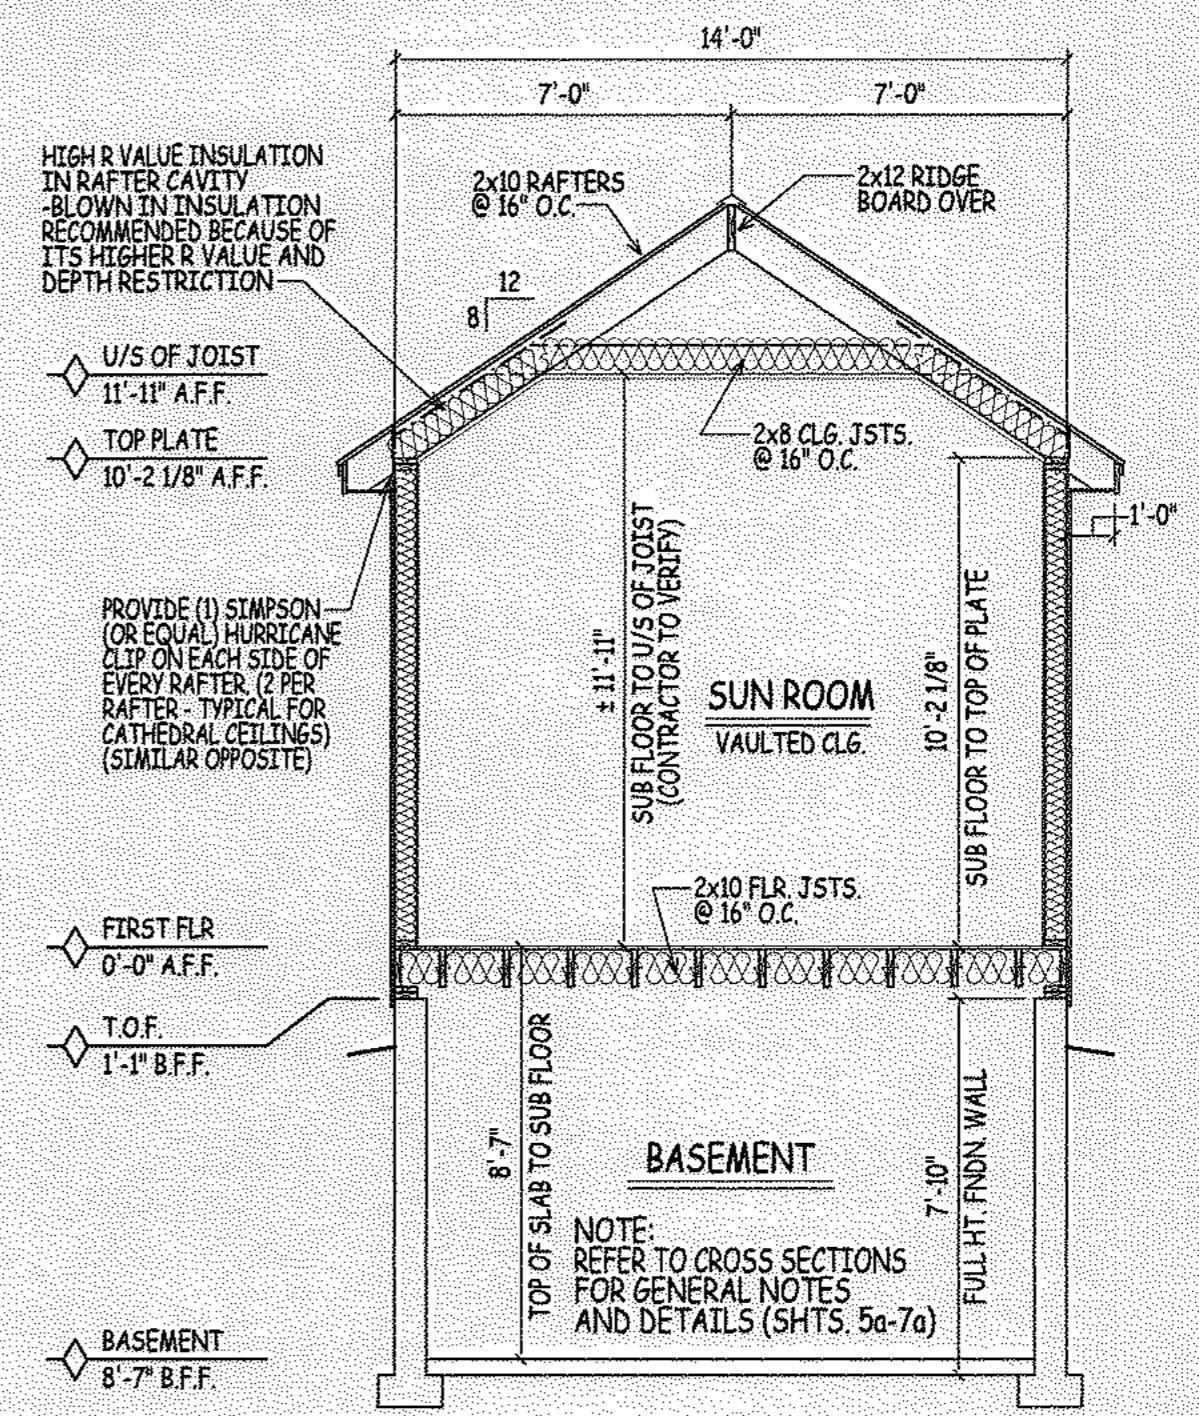 14'-0"
7'-0"
7'-0"
HIGH R VALUE INSULATION
IN RAFTER CAVITY
-BLOWN IN INSULATION
RECOMMENDED BECAUSE OF
ITS HIGHER R VALUE AND
DEPTH RESTRICTION
2x10 RAFTERS
@ 16" O.C.
2x12 RIDGE
BOARD OVER
12
8
U/S OF JOIST
11'-11" A.F.F.
TOP PLATE
10'-2 1/8" A.F.F.
2x8 CLG. JSTS.
@ 16" O.C.
1'-0"
PROVIDE (1) SIMPSON
(OR EQUAL) HURRICANE
CLIP ON EACH SIDE OF
EVERY RAFTER. (2 PER
RAFTER - TYPICAL FOR
CATHEDRAL CEILINGS)
(SIMILAR OPPOSITE)
± 11'-11"
SUB FLOOR TO U/S OF JOIST
(CONTRACTOR TO VERIFY)
SUN ROOM
VAULTED CLG.
10'-2 1/8"
SUB FLOOR TO TOP OF PLATE
2x10 FLR. JSTS.
@ 16" O.C.
FIRST FLR
0'-0" A.F.F.
T.O.F.
1'-1" B.F.F.
8'-7"
TOP OF SLAB TO SUB FLOOR
BASEMENT
7'-10"
FULL HT. FNDN. WALL
NOTE:
REFER TO CROSS SECTIONS
FOR GENERAL NOTES
AND DETAILS (SHTS. 5a-7a)
BASEMENT
8'-7" B.F.F.